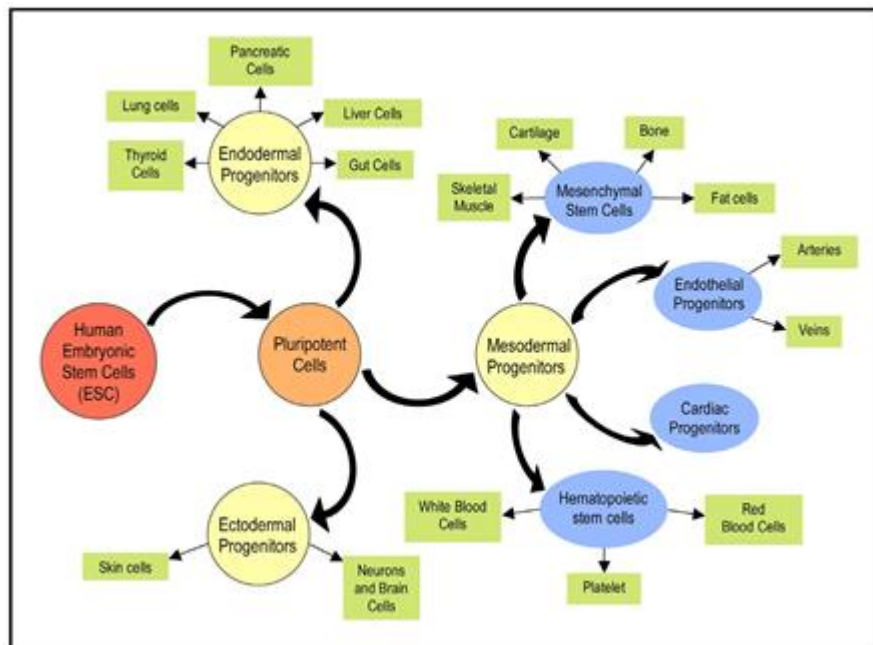 Pancreatic
Cells
Lung cells
Liver Cells
Thyroid
Cells
Endodermal
Progenitors
Gut Cells
Cartilage
Bone
Skeletal
Muscle
Mesenchymal
Stem Cells
Fat cells
Arteries
Endothelial
Progenitors
Veins
Human
Embryonic
Stem Cells
(ESC)
Pluripotent
Cells
Mesodermal
Progenitors
Cardiac
Progenitors
Hematopoietic
stem cells
White Blood
Cells
Red
Blood Cells
Platelet
Ectodermal
Progenitors
Skin cells
Neurons
and Brain
Cells